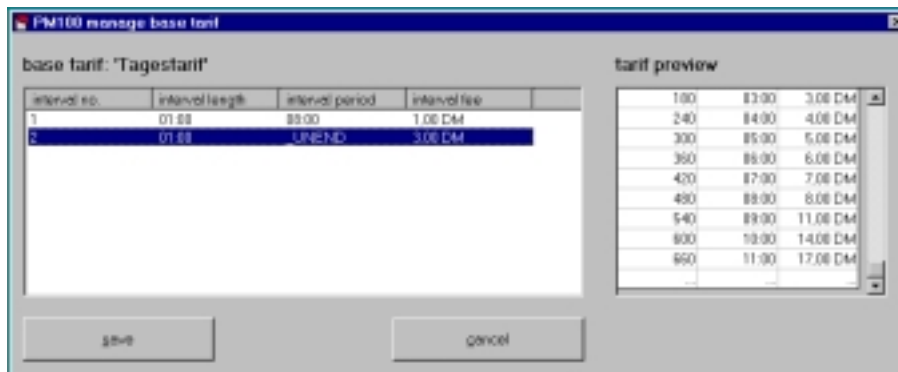 PM100 manage base tarif
base tarif: 'Tagestarif'
interval no. interval length interval period interval fee
1 01:00 08:00 1,00 DM
2 01:00 _UNEND 3,00 DM
tarif preview
180 03:00 3,00 DM
240 04:00 4,00 DM
300 05:00 5,00 DM
360 06:00 6,00 DM
420 07:00 7,00 DM
480 08:00 8,00 DM
540 09:00 11,00 DM
600 10:00 14,00 DM
660 11:00 17,00 DM
... ... ...
save cancel